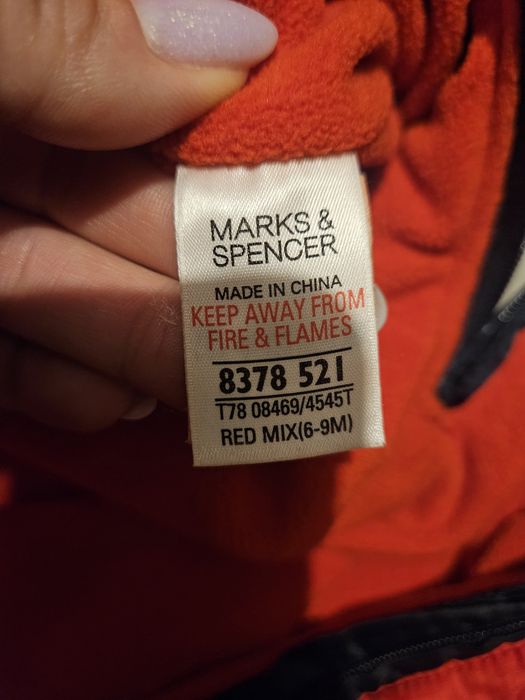 MARKS &
SPENCER
MADE IN CHINA
KEEP AWAY FROM
FIRE & FLAMES
8378 521
T78 08469/4545T
RED MIX(6-9M)